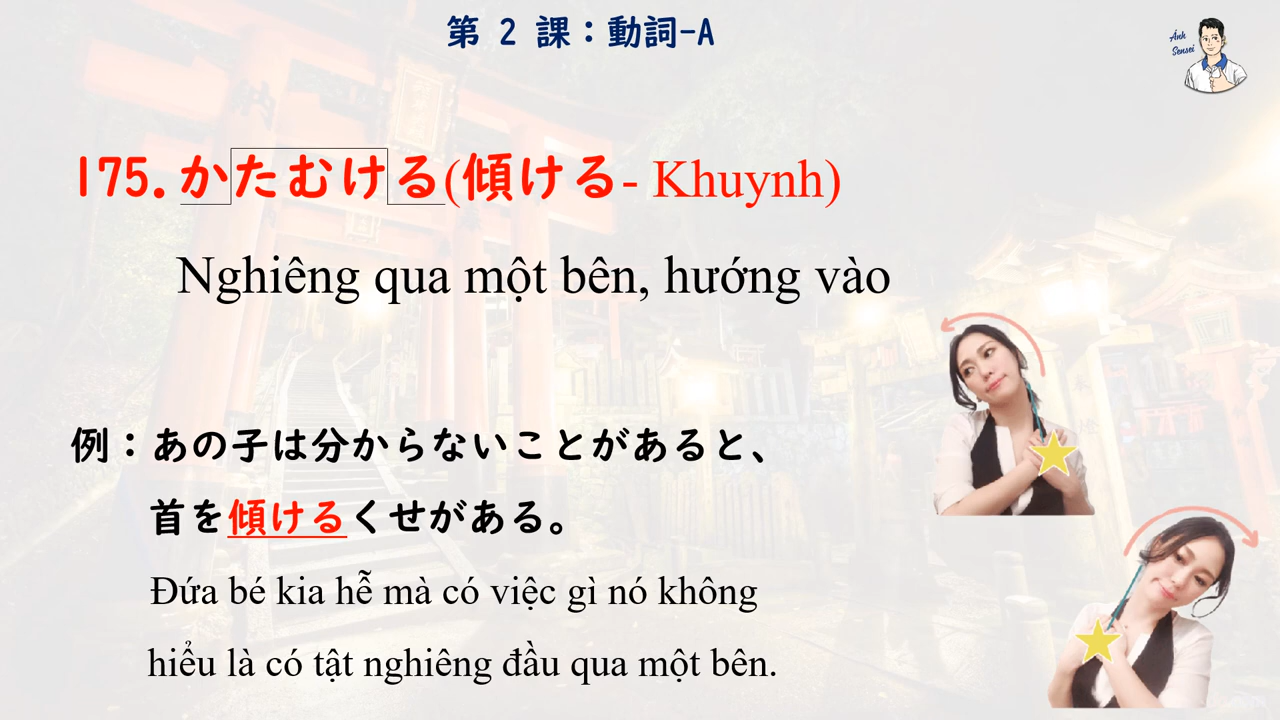 第 2 課：動詞-A
Ánh
Sensei
175.かたむける(傾ける- Khuynh)
Nghiêng qua một bên, hướng vào
例：あの子は分からないことがあると、
首を傾けるくせがある。
Đứa bé kia hễ mà có việc gì nó không
hiểu là có tật nghiêng đầu qua một bên.